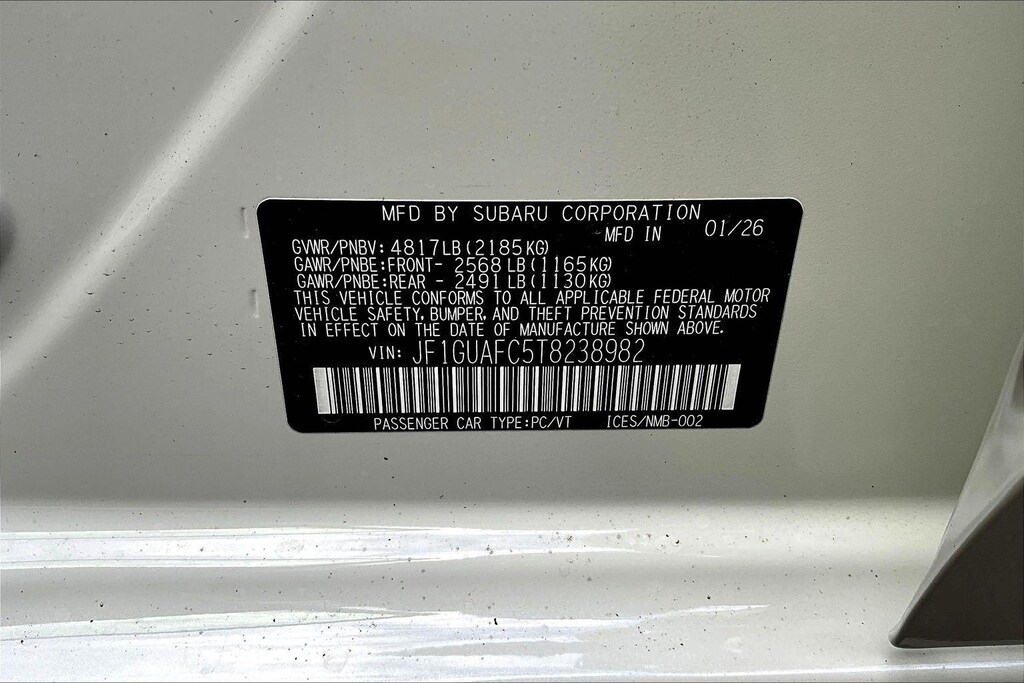 MFD BY SUBARU CORPORATION
MFD IN 01/26
GVWR/PNBV: 4817LB(2185KG)
GAWR/PNBE:FRONT- 2568 LB(1165KG)
GAWR/PNBE:REAR - 2491 LB(1130KG)
THIS VEHICLE CONFORMS TO ALL APPLICABLE FEDERAL MOTOR
VEHICLE SAFETY, BUMPER, AND THEFT PREVENTION STANDARDS
IN EFFECT ON THE DATE OF MANUFACTURE SHOWN ABOVE.
VIN: JF1GUAFC5T8238982
PASSENGER CAR TYPE:PC/VT ICES/NMB-002